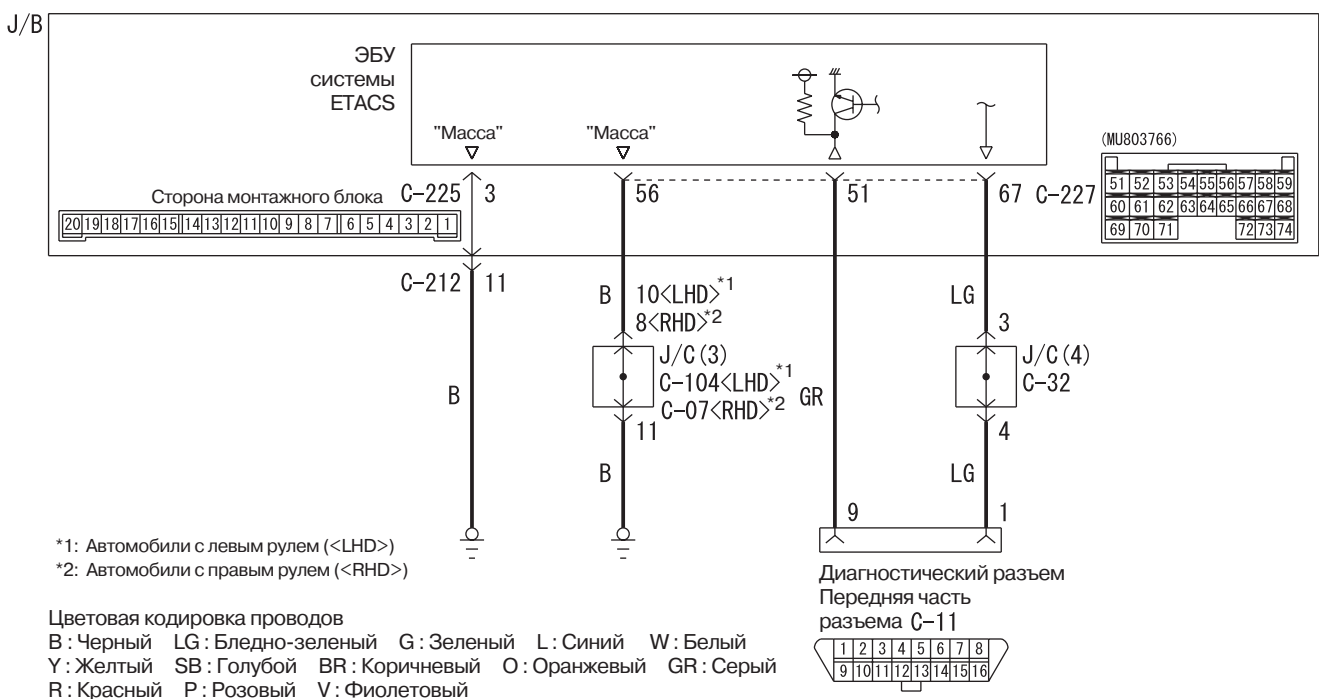 J/B
ЭБУ
системы
ETACS
"Масса" "Масса"
(MU803766)
Сторона монтажного блока C-225 3 56 51 67 C-227
20 19 18 17 16 15 14 13 12 11 10 9 8 7 6 5 4 3 2 1
51 52 53 54 55 56 57 58 59
60 61 62 63 64 65 66 67 68
69 70 71 72 73 74
C-212 11
B 10<LHD>*1 LG
8<RHD>*2 3
J/C(3) J/C(4)
B C-104<LHD>*1 GR C-32
C-07<RHD>*2
11 4
B LG
9 1
*1: Автомобили с левым рулем (<LHD>)
*2: Автомобили с правым рулем (<RHD>)
Диагностический разъем
Передняя часть
разъема C-11
1 2 3 4 5 6 7 8
9 10 11 12 13 14 15 16
Цветовая кодировка проводов
B : Черный LG : Бледно-зеленый G : Зеленый L : Синий W : Белый
Y : Желтый SB : Голубой BR : Коричневый O : Оранжевый GR : Серый
R : Красный P : Розовый V : Фиолетовый